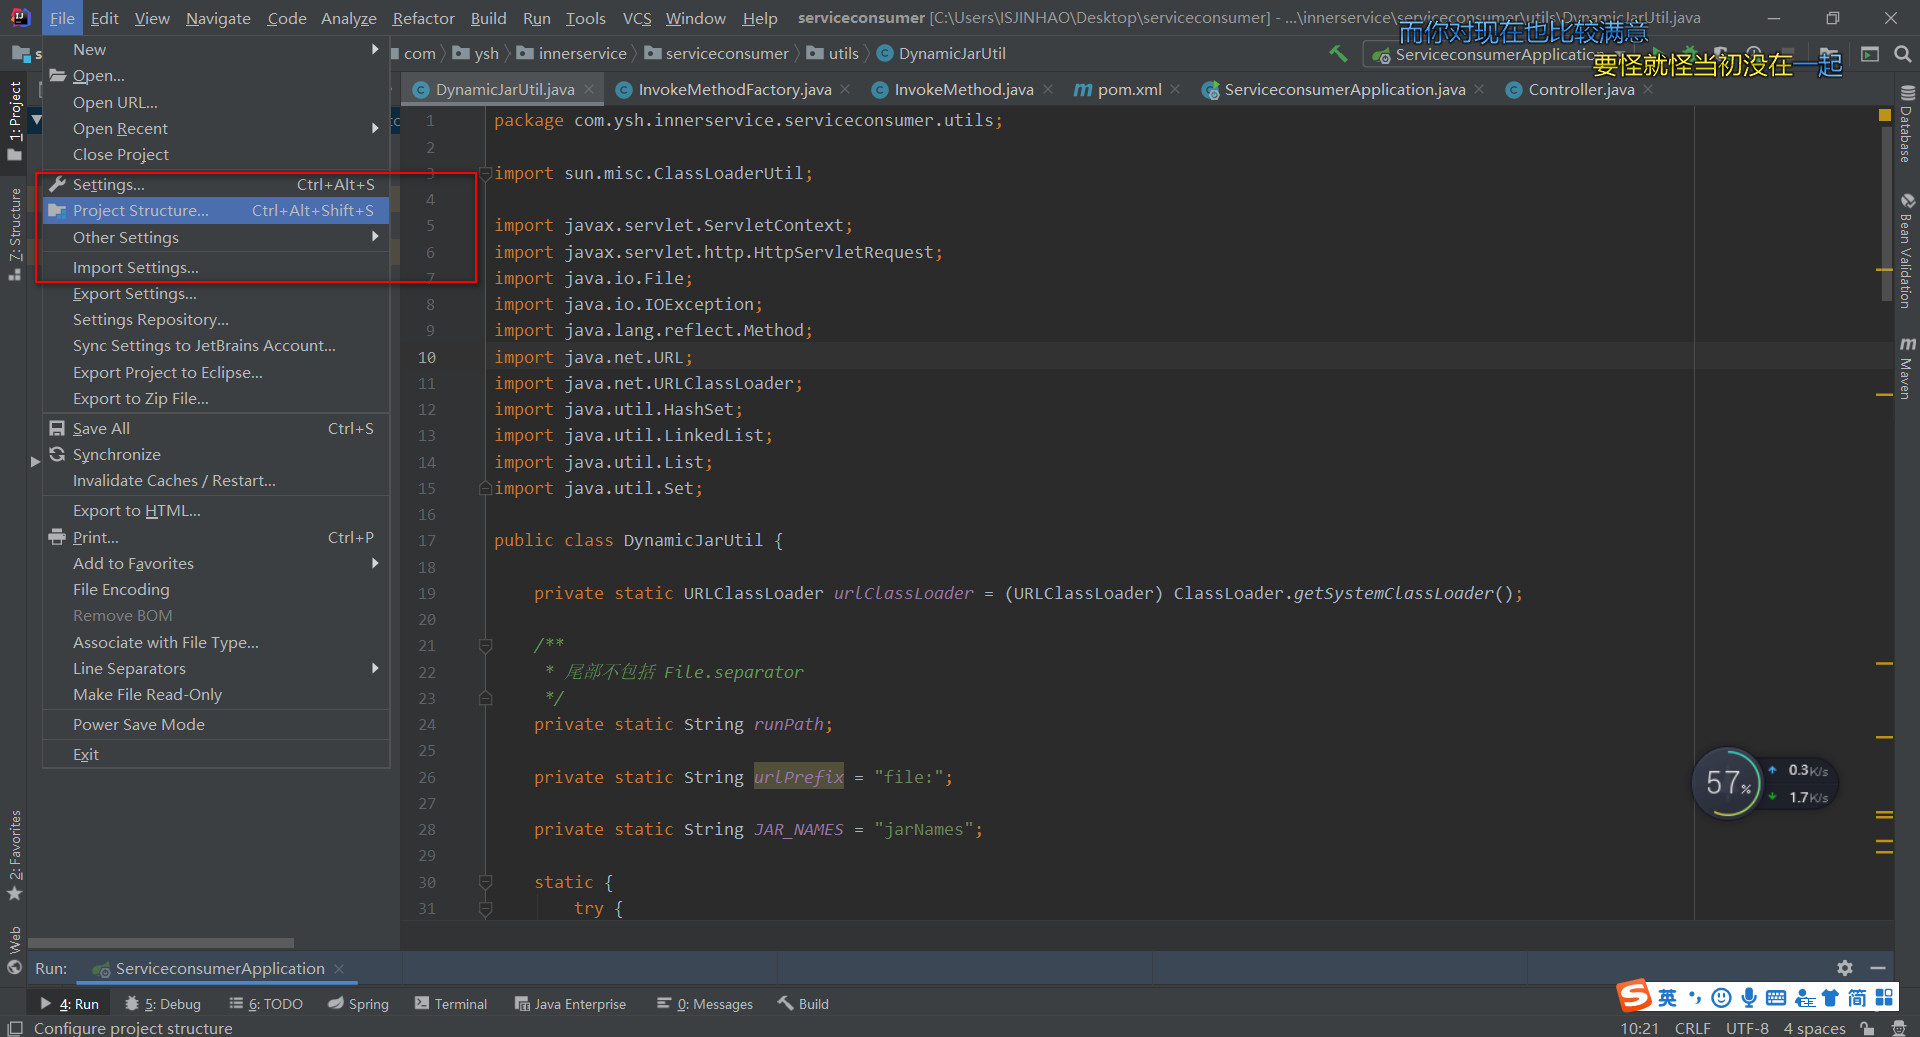 File Edit View Navigate Code Analyze Refactor Build Run Tools VCS Window Help serviceconsumer [C:\Users\ISJINHAO\Desktop\serviceconsumer] - ...\innerservice\serviceconsumer\utils\DynamicJarUtil.java
而你对现在也比较满意
要怪就怪当初没在一起
s com ysh innerservice serviceconsumer utils DynamicJarUtil ServiceconsumerApplication
DynamicJarUtil.java InvokeMethodFactory.java InvokeMethod.java pom.xml ServiceconsumerApplication.java Controller.java
New
Open...
Open URL...
Open Recent
Close Project
Settings... Ctrl+Alt+S
Project Structure... Ctrl+Alt+Shift+S
Other Settings
Import Settings...
Export Settings...
Settings Repository...
Sync Settings to JetBrains Account...
Export Project to Eclipse...
Export to Zip File...
Save All Ctrl+S
Synchronize
Invalidate Caches / Restart...
Export to HTML...
Print... Ctrl+P
Add to Favorites
File Encoding
Remove BOM
Associate with File Type...
Line Separators
Make File Read-Only
Power Save Mode
Exit
1: Project
7: Structure
2: Favorites
Web
1 package com.ysh.innerservice.serviceconsumer.utils;
2
3 import sun.misc.ClassLoaderUtil;
4
5 import javax.servlet.ServletContext;
6 import javax.servlet.http.HttpServletRequest;
7 import java.io.File;
8 import java.io.IOException;
9 import java.lang.reflect.Method;
10 import java.net.URL;
11 import java.net.URLClassLoader;
12 import java.util.HashSet;
13 import java.util.LinkedList;
14 import java.util.List;
15 import java.util.Set;
16
17 public class DynamicJarUtil {
18
19 private static URLClassLoader urlClassLoader = (URLClassLoader) ClassLoader.getSystemClassLoader();
20
21 /**
22 * 尾部不包括 File.separator
23 */
24 private static String runPath;
25
26 private static String urlPrefix = "file:";
27
28 private static String JAR_NAMES = "jarNames";
29
30 static {
31 try {
Database
Bean Validation
Maven
57% 0.3K/s
1.7K/s
Run: ServiceconsumerApplication
4: Run 5: Debug 6: TODO Spring Terminal Java Enterprise 0: Messages Build
英 简
Configure project structure 10:21 CRLF UTF-8 4 spaces